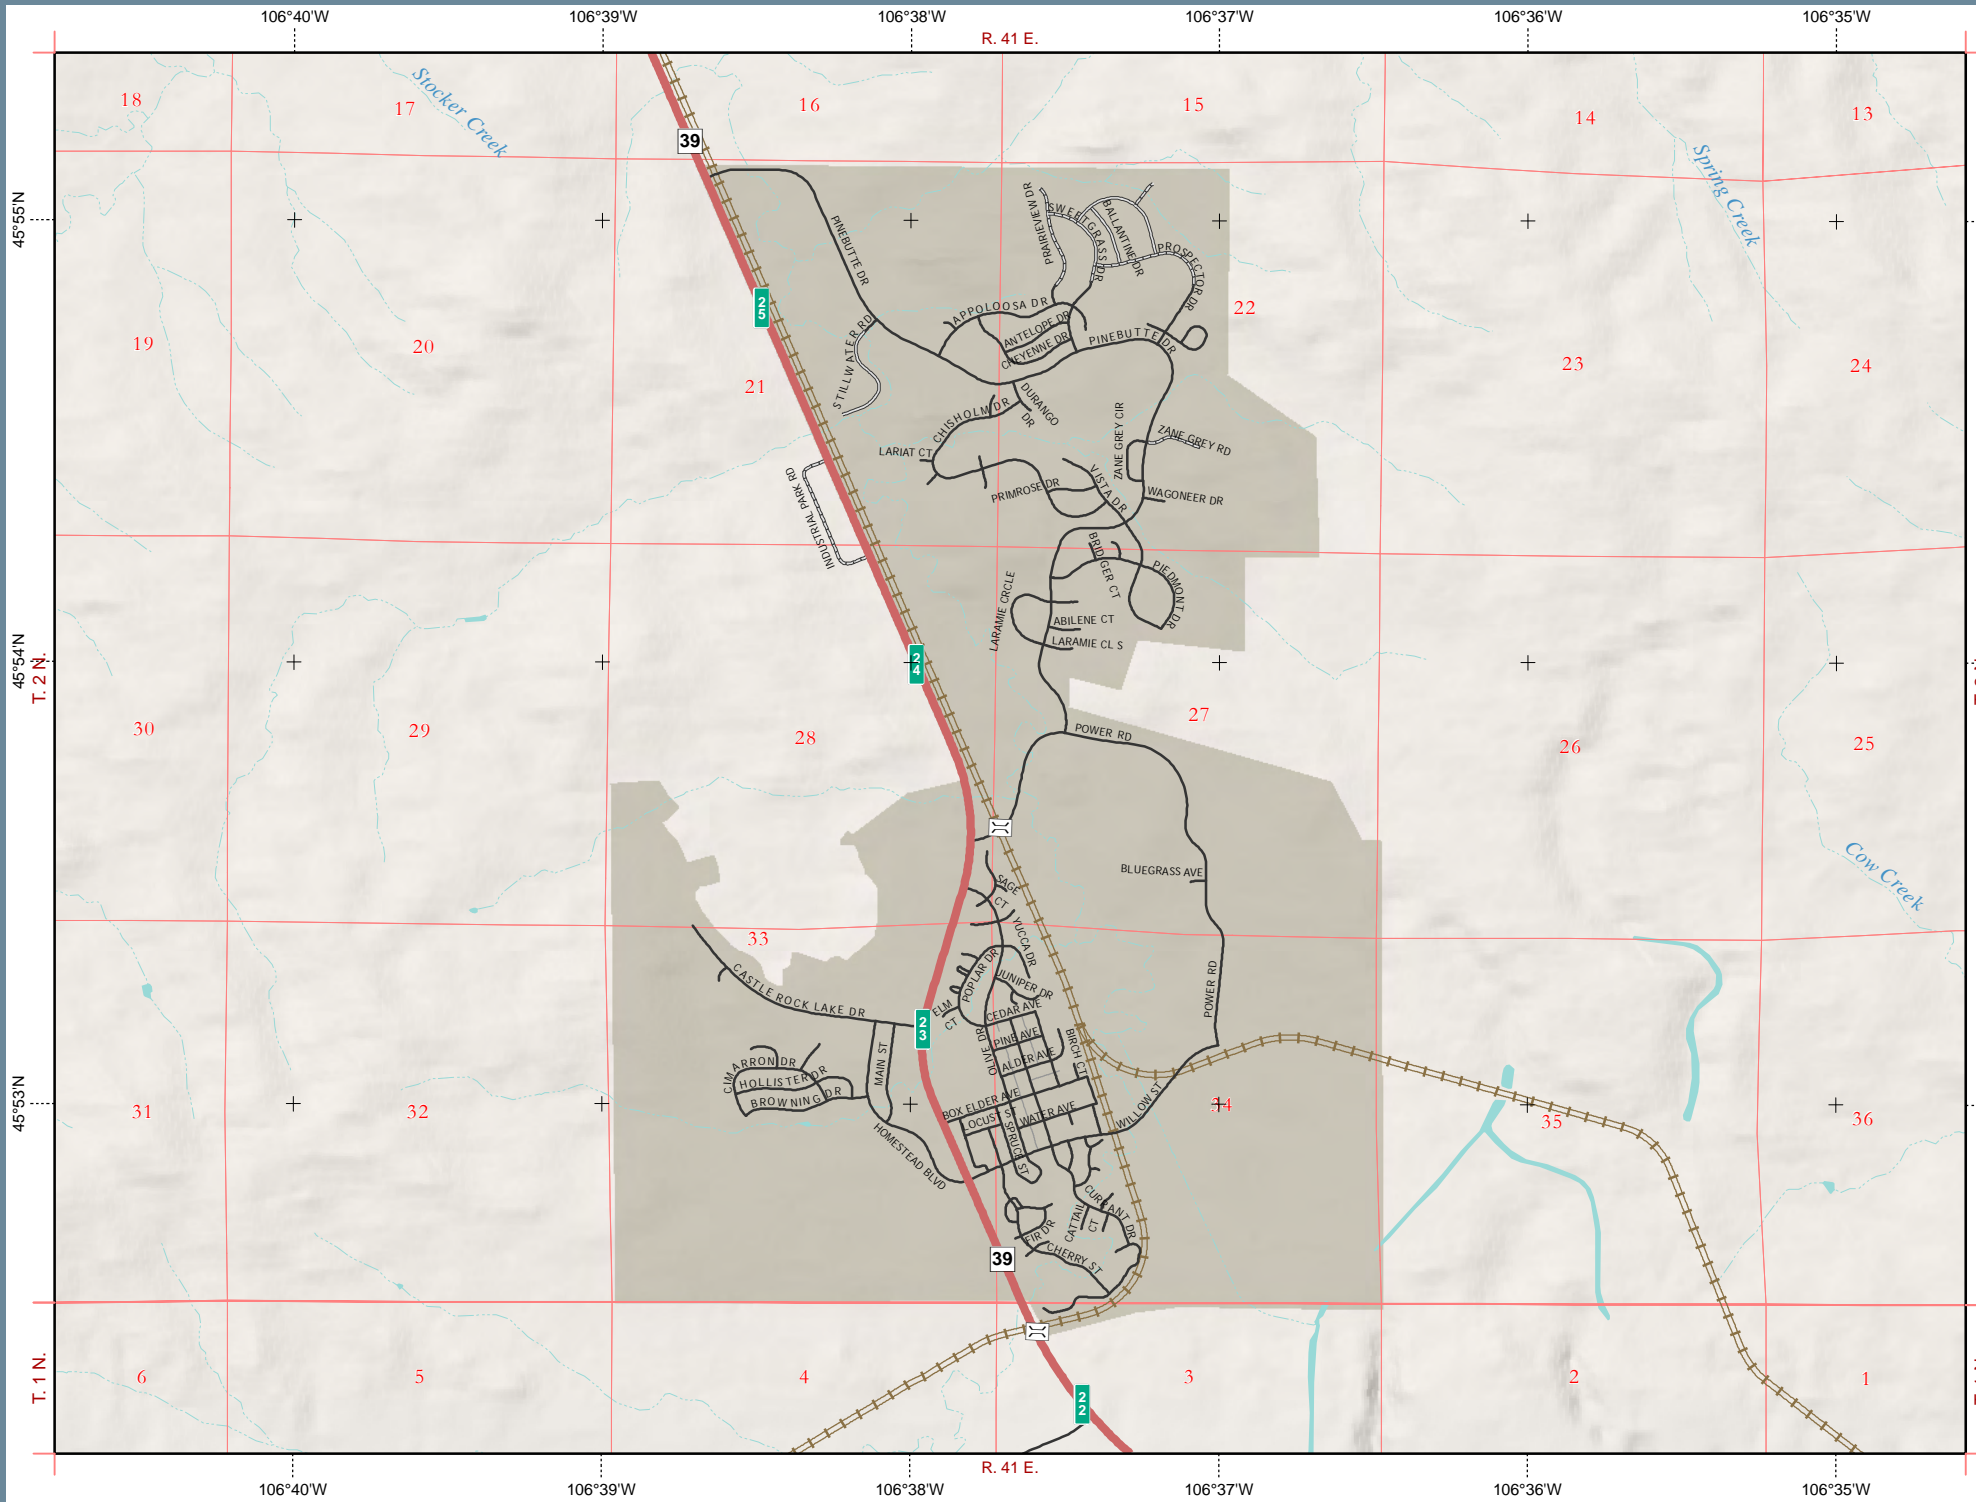 106°40'W
106°39'W
106°38'W
106°37'W
106°36'W
106°35'W
R. 41 E.
Stocker Creek
18
17
16
15
14
13
39
Spring Creek
45°55'N
PRAIRIEVIEW DR
SWEETGRASS DR
BALLANTINE DR
PROSPECTOR DR
PINEBUTTE DR
25
APPOLOOSA DR
ANTELOPE DR
CHEYENNE DR
PINEBUTTE DR
STILLWATER RD
19
20
21
22
23
24
CHISHOLM DR
DURANGO DR
LARIAT CT
ZANE GREY CIR
ZANE GREY RD
PRIMROSE DR
VISTA DR
WAGONEER DR
INDUSTRIAL PARK RD
BRIDGER CT
PIEDMONT DR
LARAMIE CRCLE
ABILENE CT
LARAMIE CL S
45°54'N
T. 2 N.
24
30
29
28
27
26
25
POWER RD
BLUEGRASS AVE
Cow Creek
SAGE CT
YUCCA DR
33
CASTLE ROCK LAKE DR
POPLAR DR
JUNIPER DR
ELM CT
CEDAR AVE
POWER RD
23
OLIVE DR
PINE AVE
ALDER AVE
BIRCH CT
MAIN ST
CIMARRON DR
HOLLISTER DR
BROWNING DR
45°53'N
BOX ELDER AVE
LOCUST ST
WATER AVE
SPRUCE ST
WILLOW ST
31
32
34
35
36
HOMESTEAD BLVD
CURRANT DR
CATTAIL CT
FIR DR
CHERRY ST
39
T. 1 N.
6
5
4
3
2
1
22
R. 41 E.
106°40'W
106°39'W
106°38'W
106°37'W
106°36'W
106°35'W